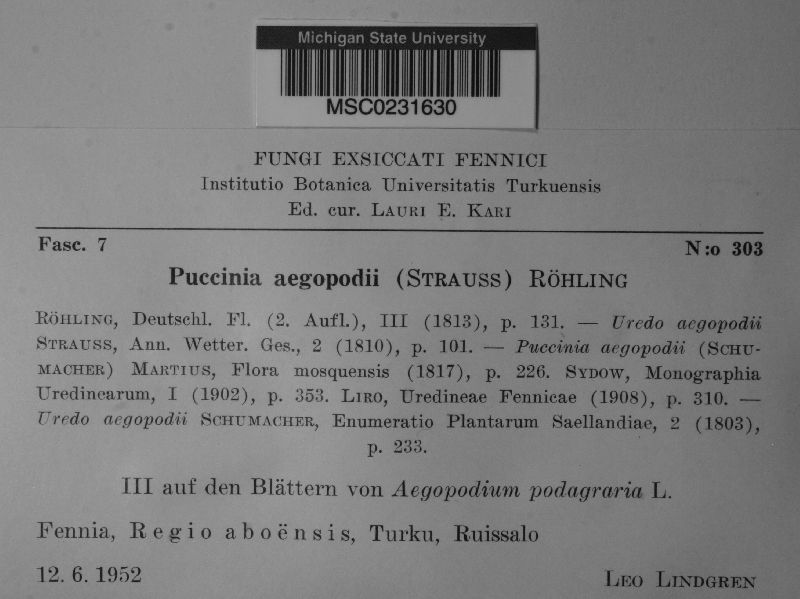 Michigan State University
MSC0231630
FUNGI EXSICCATI FENNICI
Institutio Botanica Universitatis Turkuensis
Ed. cur. LAURI E. KARI
Fasc. 7 N:o 303
Puccinia aegopodii (STRAUSS) RÖHLING
RÖHLING, Deutschl. Fl. (2. Aufl.), III (1813), p. 131. — Uredo aegopodii
STRAUSS, Ann. Wetter. Ges., 2 (1810), p. 101. — Puccinia aegopodii (SCHU-
MACHER) MARTIUS, Flora mosquensis (1817), p. 226. SYDOW, Monographia
Uredinearum, I (1902), p. 353. LIRO, Uredineae Fennicae (1908), p. 310. —
Uredo aegopodii SCHUMACHER, Enumeratio Plantarum Saellandiae, 2 (1803),
p. 233.
III auf den Blättern von Aegopodium podagraria L.
Fennia, Regio aboënsis, Turku, Ruissalo
12. 6. 1952 LEO LINDGREN